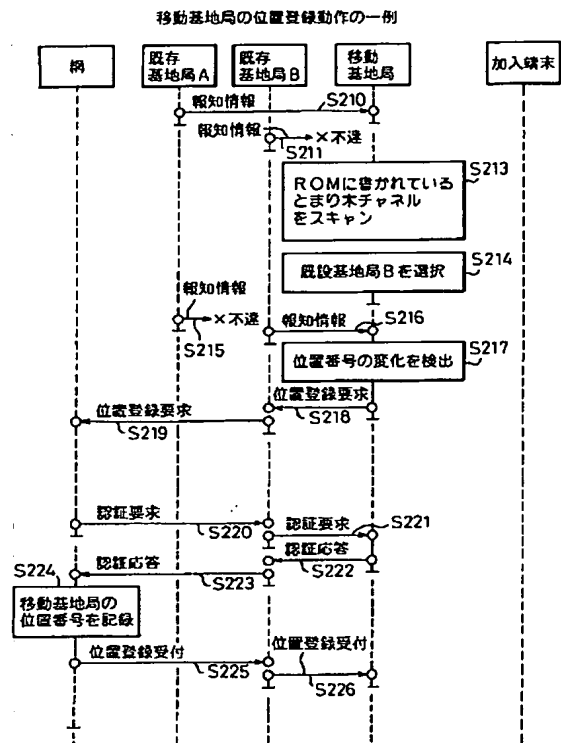 移動基地局の位置登録動作の一例
網
既存
基地局A
既存
基地局B
移動
基地局
加入端末
報知情報
S210
報知情報
×不達
S211
ROMに書かれている
とまり木チャネル
をスキャン
S213
既設基地局Bを選択
S214
報知情報
×不達
S215
報知情報
S216
位置番号の変化を検出
S217
位置登録要求
S218
位置登録要求
S219
認証要求
S220
認証要求
S221
認証応答
S222
認証応答
S223
S224
移動基地局の
位置番号を記録
位置登録受付
S225
位置登録受付
S226